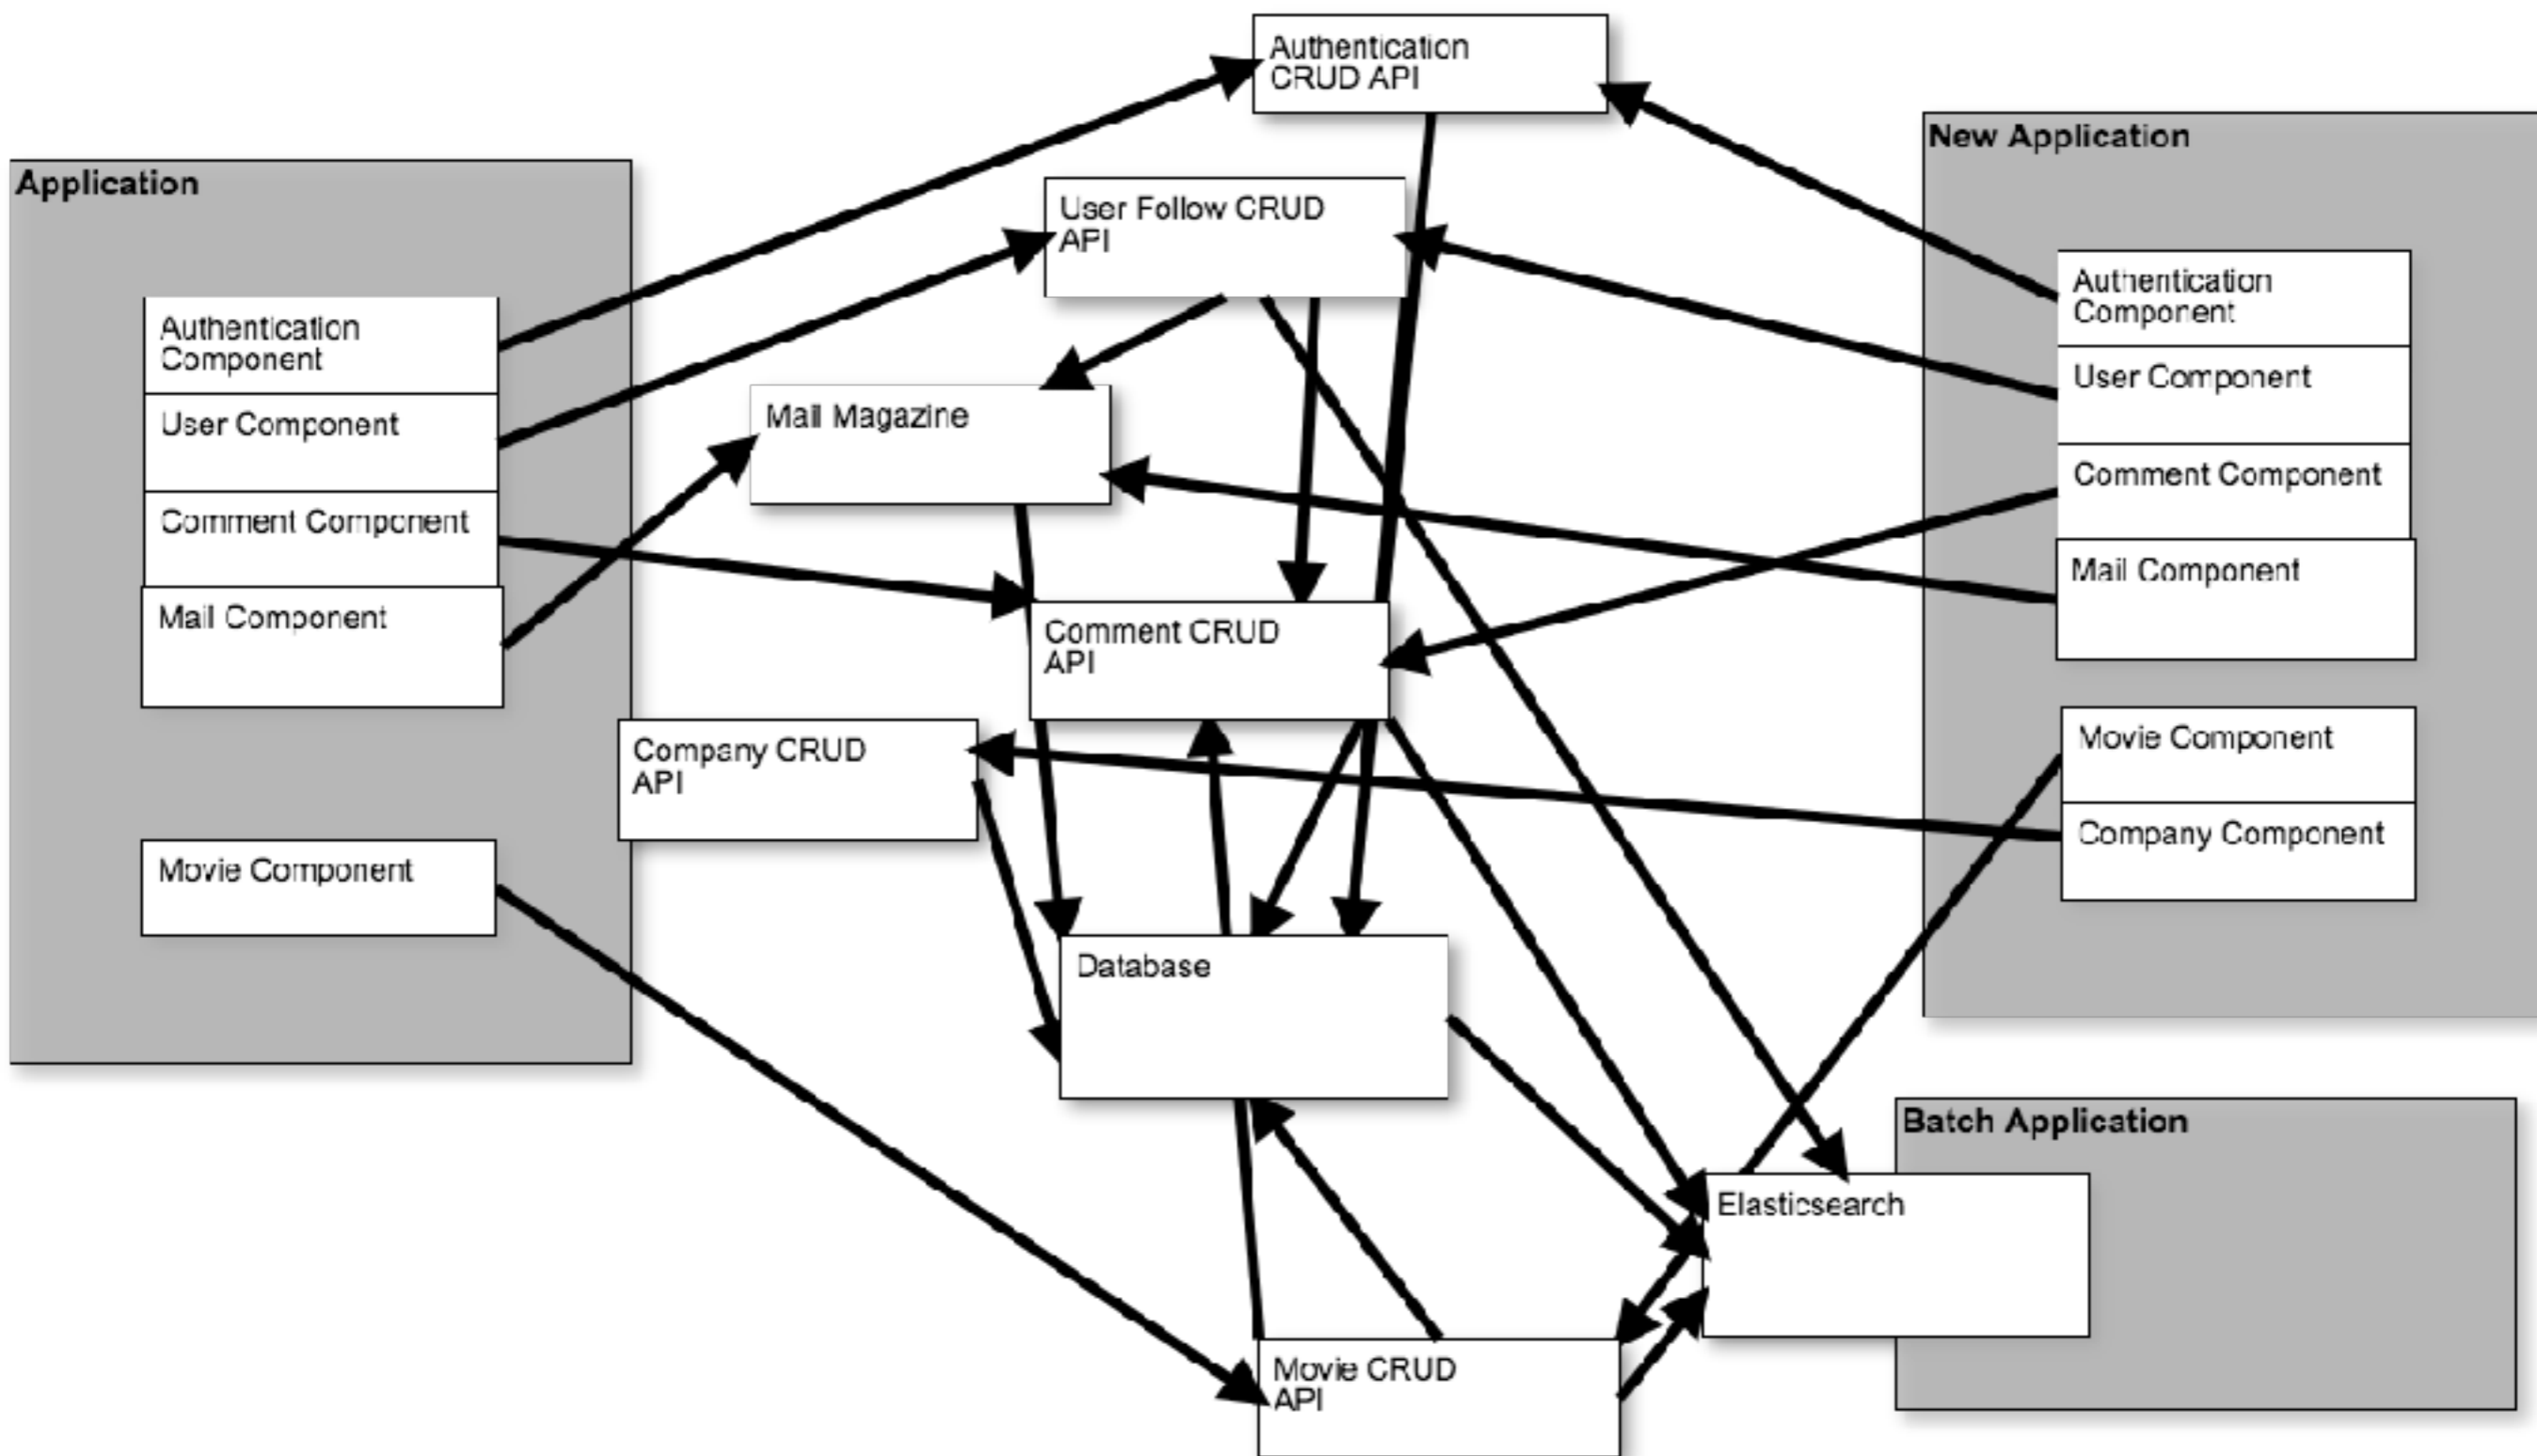 Authentication
CRUD API
Application
User Follow CRUD
API
New Application
Authentication
Component
User Component
Comment Component
Mail Component
Movie Component
Mail Magazine
Comment CRUD
API
Company CRUD
API
Database
Authentication
Component
User Component
Comment Component
Mail Component
Movie Component
Company Component
Batch Application
Elasticsearch
Movie CRUD
API